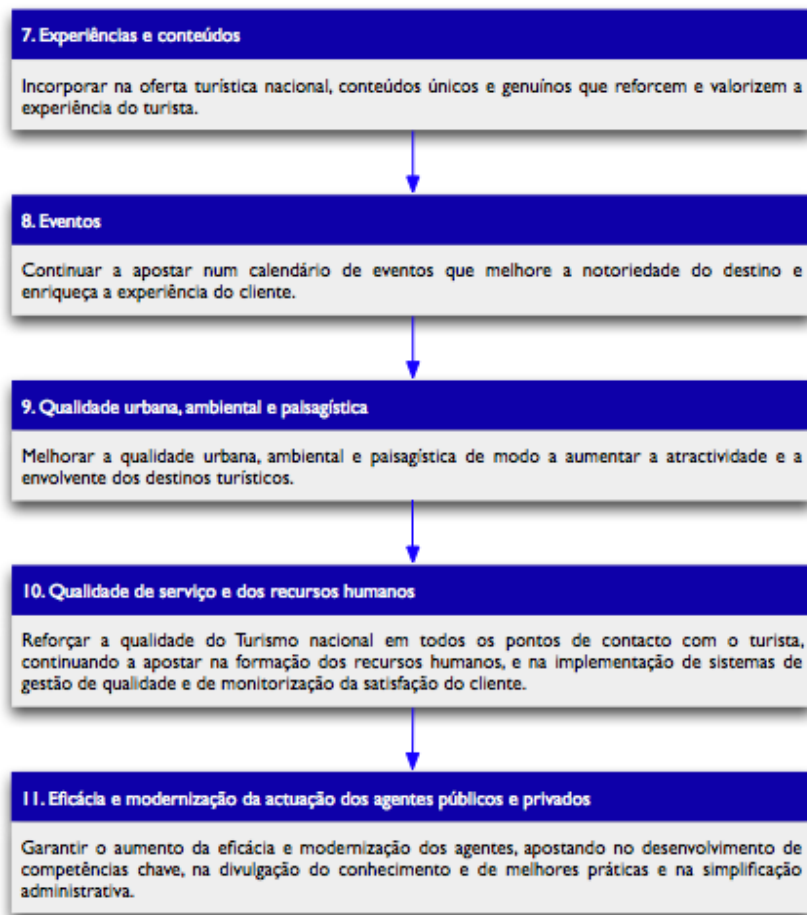 7. Experiências e conteúdos
Incorporar na oferta turística nacional, conteúdos únicos e genuínos que reforcem e valorizem a
experiência do turista.
8. Eventos
Continuar a apostar num calendário de eventos que melhore a notoriedade do destino e
enriqueça a experiência do cliente.
9. Qualidade urbana, ambiental e paisagística
Melhorar a qualidade urbana, ambiental e paisagística de modo a aumentar a atractividade e a
envolvente dos destinos turísticos.
10. Qualidade de serviço e dos recursos humanos
Reforçar a qualidade do Turismo nacional em todos os pontos de contacto com o turista,
continuando a apostar na formação dos recursos humanos, e na implementação de sistemas de
gestão de qualidade e de monitorização da satisfação do cliente.
11. Eficácia e modernização da actuação dos agentes públicos e privados
Garantir o aumento da eficácia e modernização dos agentes, apostando no desenvolvimento de
competências chave, na divulgação do conhecimento e de melhores práticas e na simplificação
administrativa.